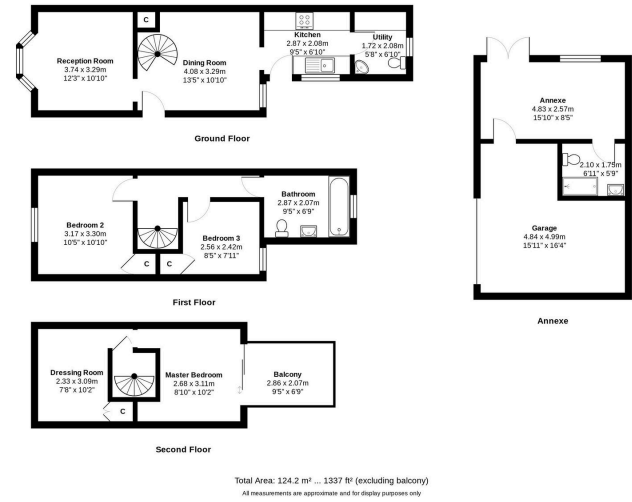 C
Reception Room
3.74 x 3.29m
12'3" x 10'10"
Dining Room
4.08 x 3.29m
13'5" x 10'10"
Kitchen
2.87 x 2.08m
9'5" x 6'10"
Utility
1.72 x 2.08m
5'8" x 6'10"
Ground Floor
Bedroom 2
3.17 x 3.30m
10'5" x 10'10"
C
C
Bedroom 3
2.56 x 2.42m
8'5" x 7'11"
Bathroom
2.87 x 2.07m
9'5" x 6'9"
First Floor
Dressing Room
2.33 x 3.09m
7'8" x 10'2"
C
Master Bedroom
2.68 x 3.11m
8'10" x 10'2"
Balcony
2.86 x 2.07m
9'5" x 6'9"
Second Floor
Annexe
4.83 x 2.57m
15'10" x 8'5"
2.10 x 1.75m
6'11" x 5'9"
Garage
4.84 x 4.99m
15'11" x 16'4"
Annexe
Total Area: 124.2 m² ... 1337 ft² (excluding balcony)
All measurements are approximate and for display purposes only